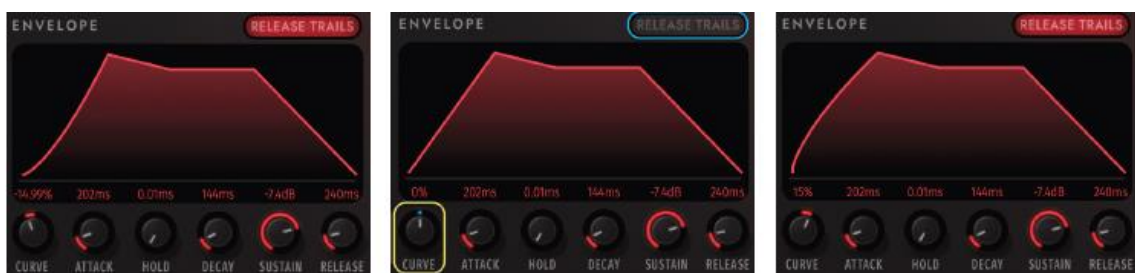 ENVELOPE RELEASE TRAILS
-14.99% 202ms 0.01ms 144ms -7.4dB 240ms
CURVE ATTACK HOLD DECAY SUSTAIN RELEASE
ENVELOPE RELEASE TRAILS
0% 202ms 0.01ms 144ms -7.4dB 240ms
CURVE ATTACK HOLD DECAY SUSTAIN RELEASE
ENVELOPE RELEASE TRAILS
15% 202ms 0.01ms 144ms -7.4dB 240ms
CURVE ATTACK HOLD DECAY SUSTAIN RELEASE